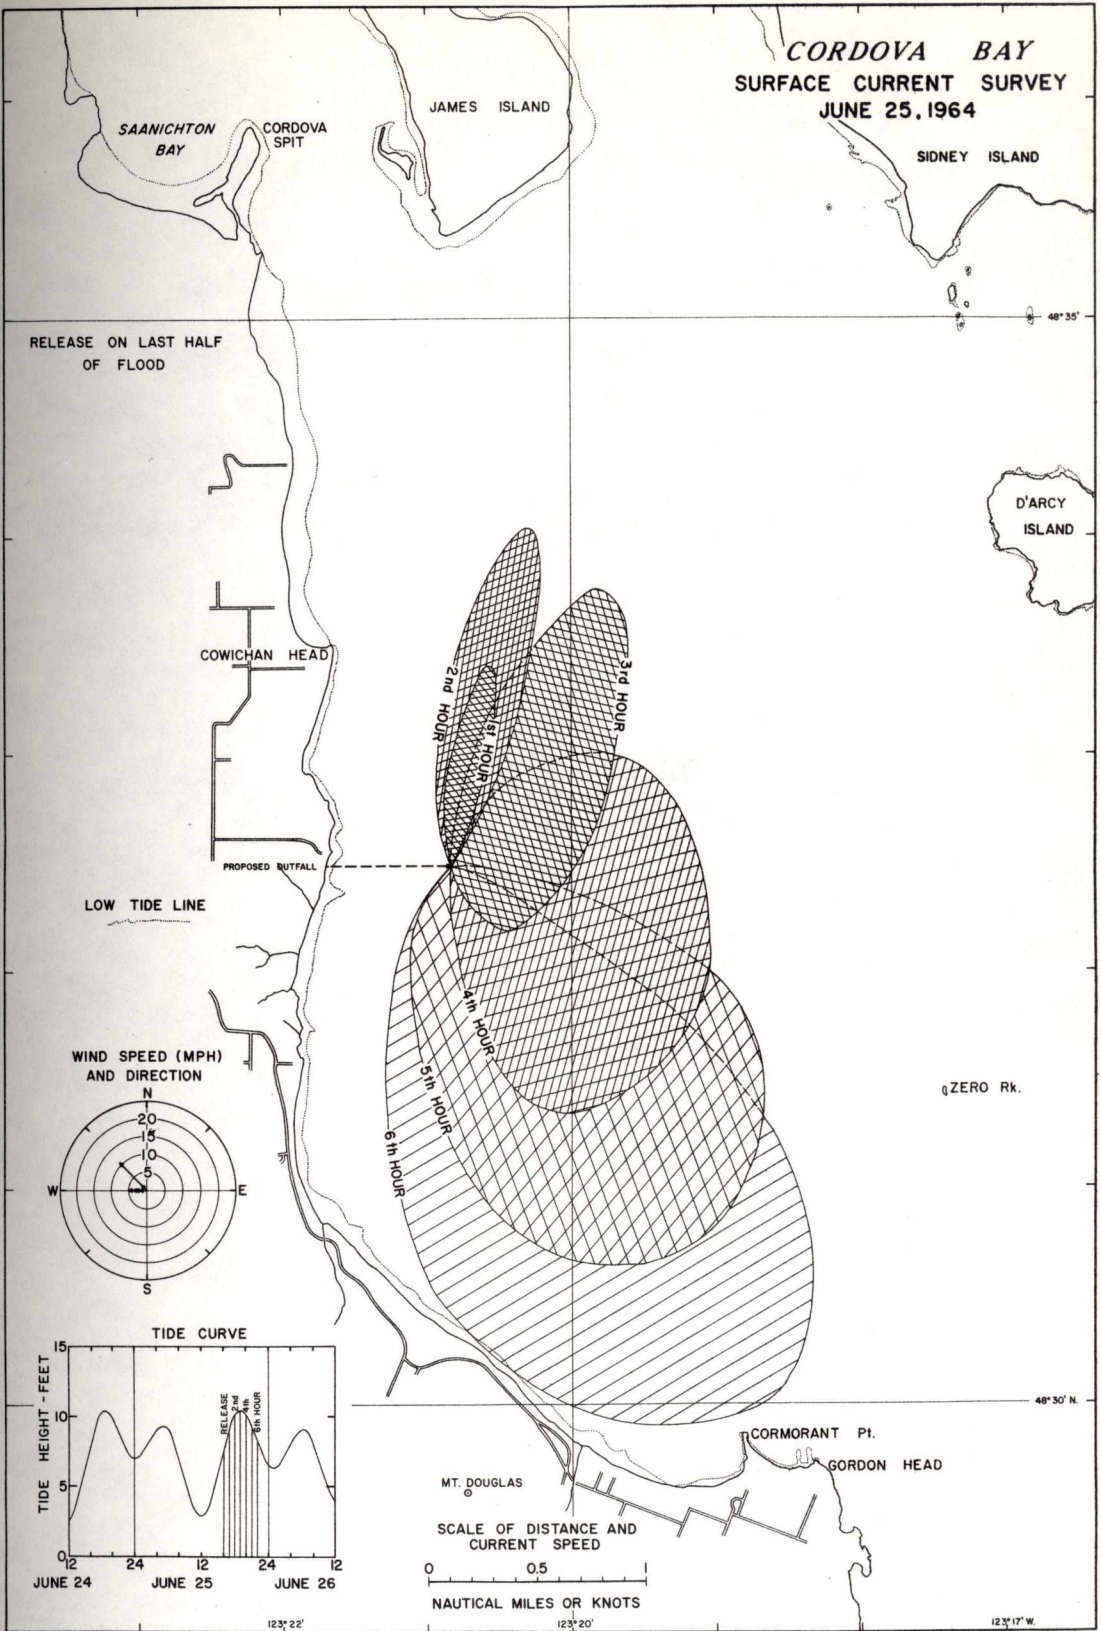 CORDOVA BAY
SURFACE CURRENT SURVEY
JUNE 25, 1964
JAMES ISLAND
SAANICHTON
BAY
CORDOVA
SPIT
SIDNEY ISLAND
48° 35'
RELEASE ON LAST HALF
OF FLOOD
D'ARCY
ISLAND
COWICHAN HEAD
2nd HOUR
1st HOUR
3rd HOUR
PROPOSED OUTFALL
LOW TIDE LINE
4th HOUR
5th HOUR
6th HOUR
ZERO Rk.
WIND SPEED (MPH)
AND DIRECTION
N
20
15
10
5
W
E
S
TIDE CURVE
TIDE HEIGHT - FEET
15
10
5
0
RELEASE
2nd
4th
6th HOUR
12 24 12 24 12
JUNE 24 JUNE 25 JUNE 26
48° 30' N.
CORMORANT Pt.
GORDON HEAD
MT. DOUGLAS
SCALE OF DISTANCE AND
CURRENT SPEED
0 0.5 1
NAUTICAL MILES OR KNOTS
123° 22' 123° 20' 123° 17' W.